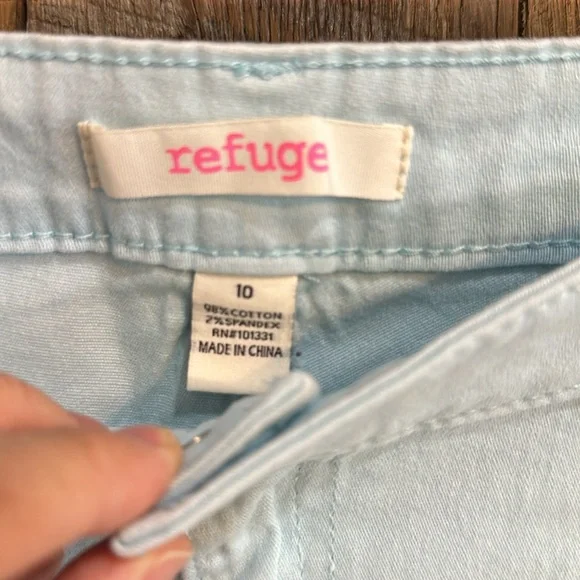 refuge
10
98% COTTON
2% SPANDEX
RN#101331
MADE IN CHINA